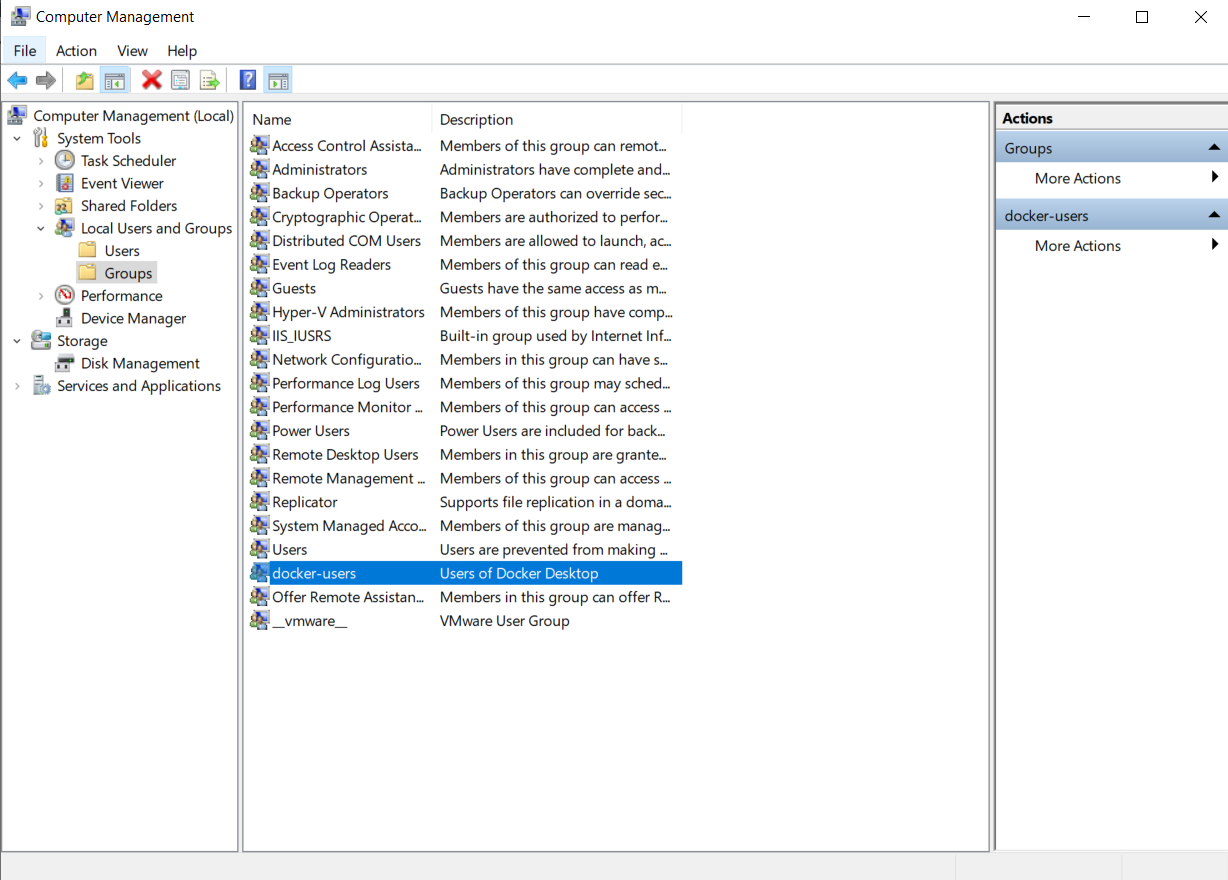 Computer Management
File Action View Help
Computer Management (Local)
System Tools
Task Scheduler
Event Viewer
Shared Folders
Local Users and Groups
Users
Groups
Performance
Device Manager
Storage
Disk Management
Services and Applications
Name Description
Access Control Assista... Members of this group can remot...
Administrators Administrators have complete and...
Backup Operators Backup Operators can override sec...
Cryptographic Operat... Members are authorized to perfor...
Distributed COM Users Members are allowed to launch, ac...
Event Log Readers Members of this group can read e...
Guests Guests have the same access as m...
Hyper-V Administrators Members of this group have comp...
IIS_IUSRS Built-in group used by Internet Inf...
Network Configuratio... Members in this group can have s...
Performance Log Users Members of this group may sched...
Performance Monitor ... Members of this group can access ...
Power Users Power Users are included for back...
Remote Desktop Users Members in this group are grante...
Remote Management ... Members of this group can access ...
Replicator Supports file replication in a doma...
System Managed Acco... Members of this group are manag...
Users Users are prevented from making ...
docker-users Users of Docker Desktop
Offer Remote Assistan... Members in this group can offer R...
__vmware__ VMware User Group
Actions
Groups
More Actions
docker-users
More Actions